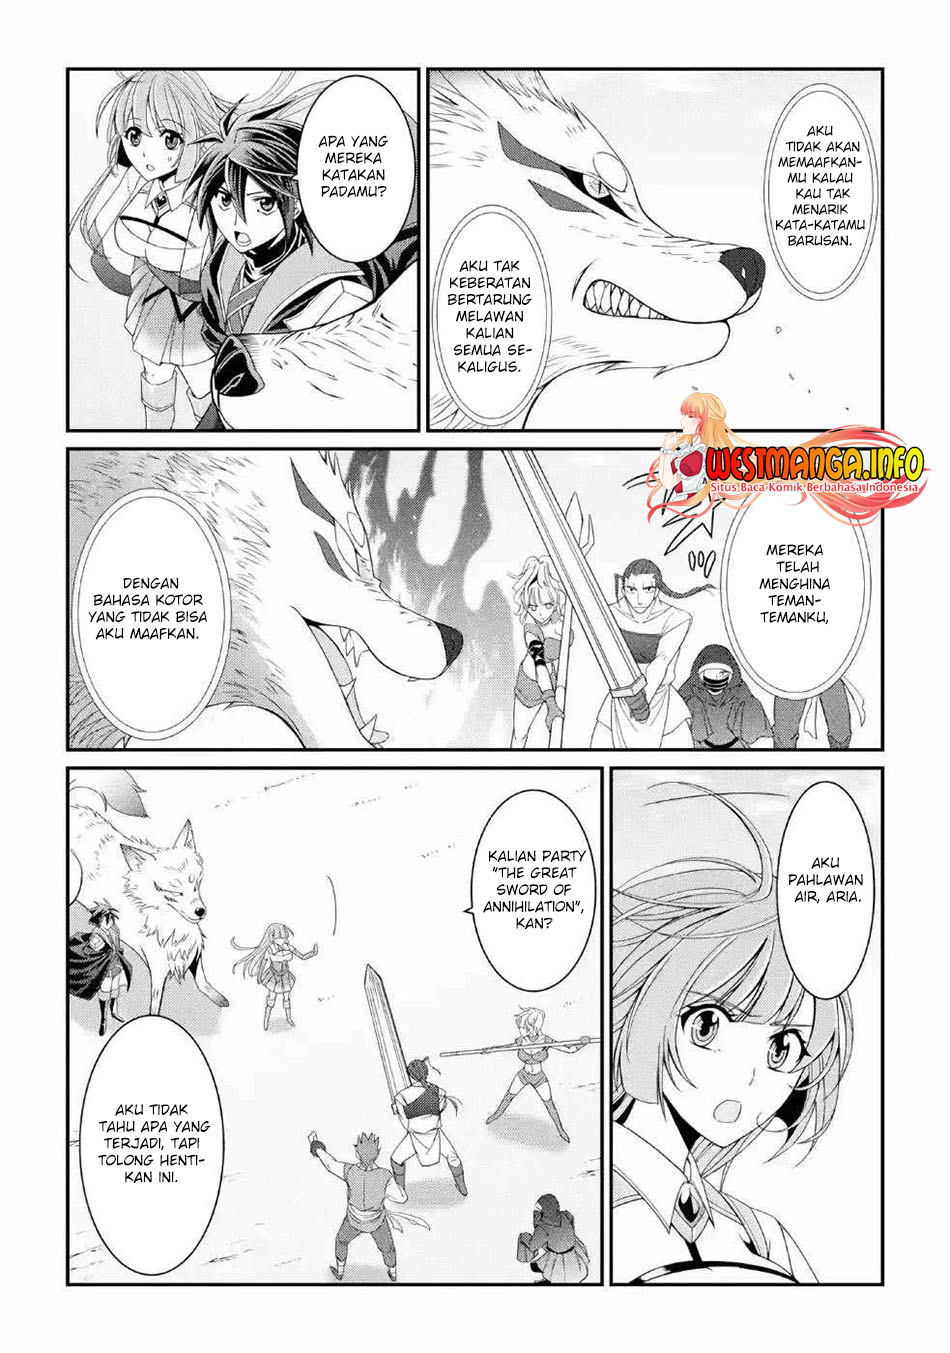 AKU
TIDAK AKAN
MEMAAFKAN-
MU KALAU
KAU TAK
MENARIK
KATA-KATAMU
BARUSAN.
AKU TAK
KEBERATAN
BERTARUNG
MELAWAN
KALIAN
SEMUA SE-
KALIGUS.
APA YANG
MEREKA
KATAKAN
PADAMU?
WESTMANGA.INFO
Situs Baca Komik Berbahasa Indonesia
MEREKA
TELAH
MENGHINA
TEMAN-
TEMANKU,
DENGAN
BAHASA KOTOR
YANG TIDAK BISA
AKU MAAFKAN.
AKU
PAHLAWAN
AIR, ARIA.
KALIAN PARTY
"THE GREAT
SWORD OF
ANNIHILATION",
KAN?
AKU TIDAK
TAHU APA YANG
TERJADI, TAPI
TOLONG HENTI-
KAN INI.